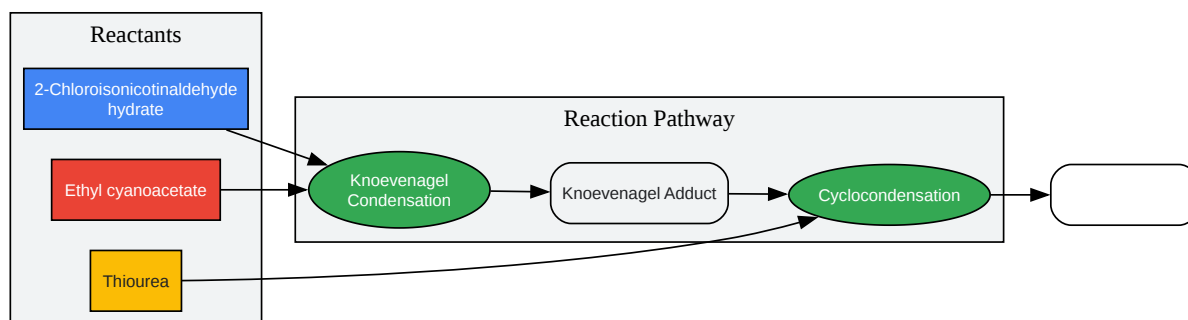 Reactants
2-Chloroisonicotinaldehyde
hydrate
Ethyl cyanoacetate
Thiourea
Reaction Pathway
Knoevenagel
Condensation
Knoevenagel Adduct
Cyclocondensation